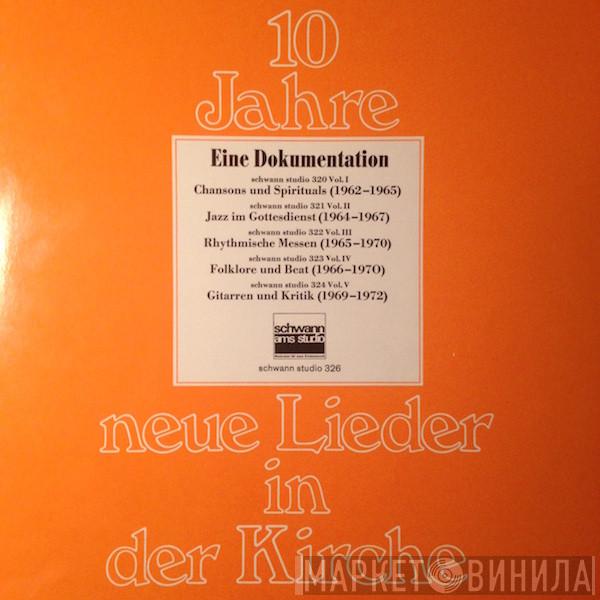 10
Jahre
Eine Dokumentation
schwann studio 320 Vol. I
Chansons und Spirituals (1962–1965)
schwann studio 321 Vol. II
Jazz im Gottesdienst (1964–1967)
schwann studio 322 Vol. III
Rhythmische Messen (1965–1970)
schwann studio 323 Vol. IV
Folklore und Beat (1966–1970)
schwann studio 324 Vol. V
Gitarren und Kritik (1969–1972)
schwann
ams studio
schwann studio 326
neue Lieder
in
der Kirche
МАРКЕТ ВИНИЛА